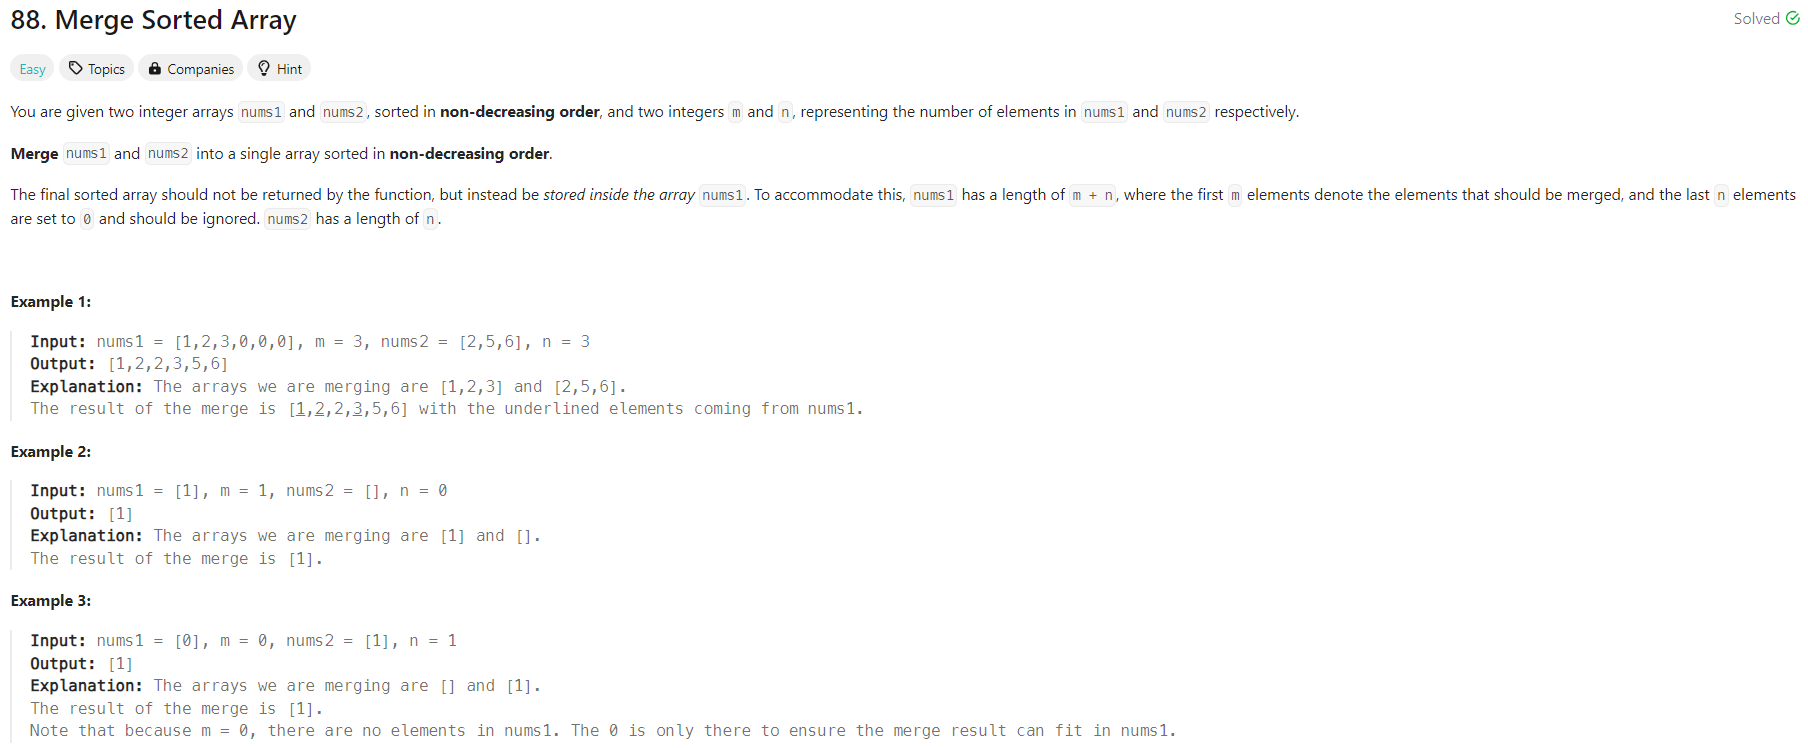 88. Merge Sorted Array
Solved
Easy Topics Companies Hint
You are given two integer arrays nums1 and nums2, sorted in non-decreasing order, and two integers m and n, representing the number of elements in nums1 and nums2 respectively.
Merge nums1 and nums2 into a single array sorted in non-decreasing order.
The final sorted array should not be returned by the function, but instead be stored inside the array nums1. To accommodate this, nums1 has a length of m + n, where the first m elements denote the elements that should be merged, and the last n elements
are set to 0 and should be ignored. nums2 has a length of n.
Example 1:
Input: nums1 = [1,2,3,0,0,0], m = 3, nums2 = [2,5,6], n = 3
Output: [1,2,2,3,5,6]
Explanation: The arrays we are merging are [1,2,3] and [2,5,6].
The result of the merge is [1,2,2,3,5,6] with the underlined elements coming from nums1.
Example 2:
Input: nums1 = [1], m = 1, nums2 = [], n = 0
Output: [1]
Explanation: The arrays we are merging are [1] and [].
The result of the merge is [1].
Example 3:
Input: nums1 = [0], m = 0, nums2 = [1], n = 1
Output: [1]
Explanation: The arrays we are merging are [] and [1].
The result of the merge is [1].
Note that because m = 0, there are no elements in nums1. The 0 is only there to ensure the merge result can fit in nums1.